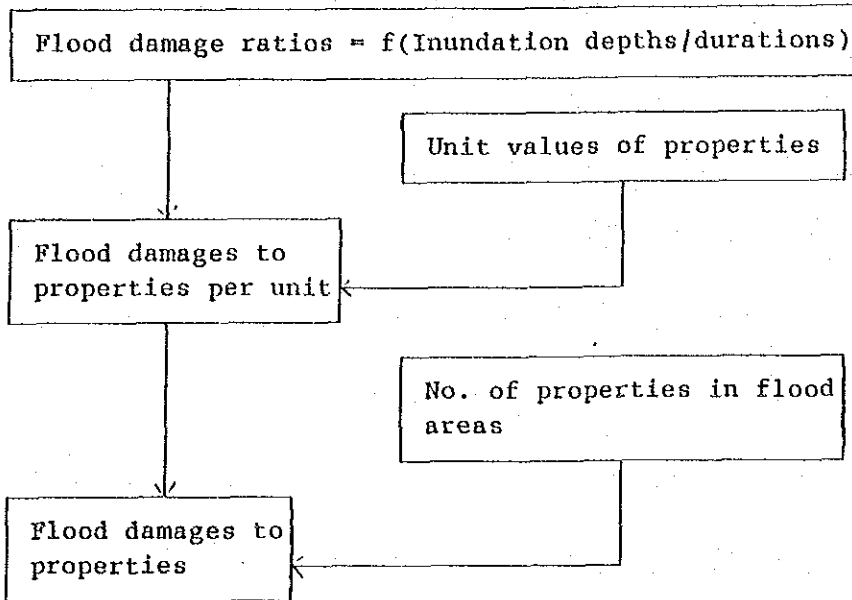 Flood damage ratios = f(Inundation depths/durations)
Unit values of properties
Flood damages to
properties per unit
No. of properties in flood
areas
Flood damages to
properties